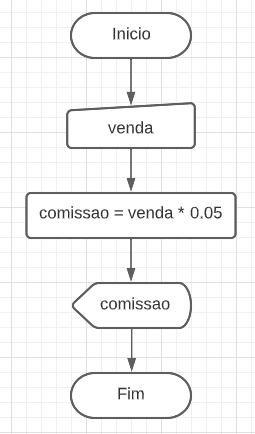 Inicio
venda
comissao = venda * 0.05
comissao
Fim